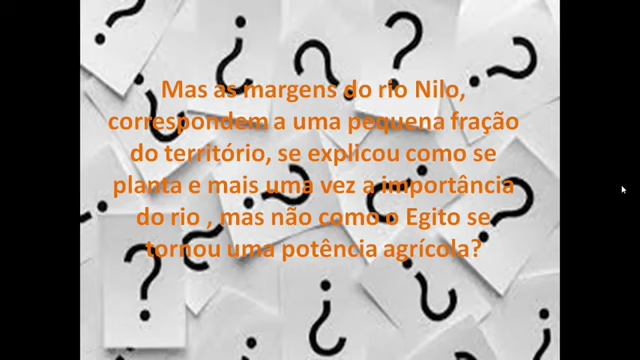 Mas as margens do rio Nilo,
correspondem a uma pequena fração
do território, se explicou como se
planta e mais uma vez a importância
do rio , mas não como o Egito se
tornou uma potência agrícola?